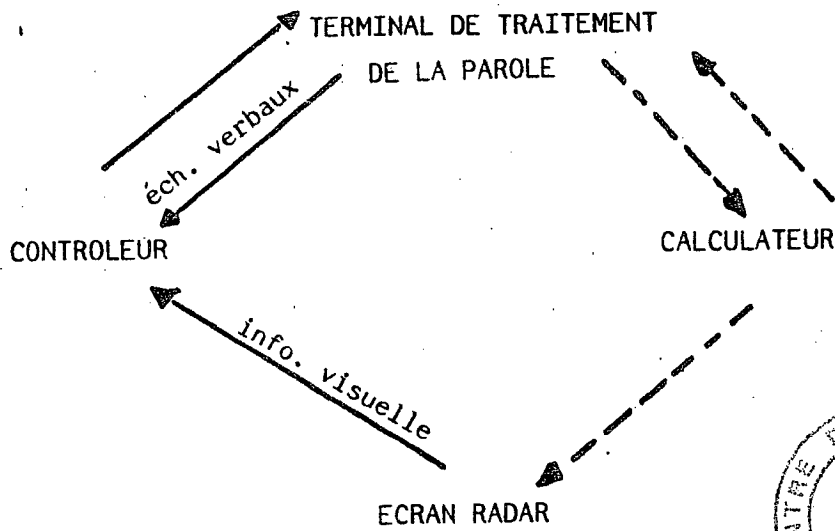 TERMINAL DE TRAITEMENT
DE LA PAROLE
éch. verbaux
CONTROLEUR
CALCULATEUR
info. visuelle
ECRAN RADAR